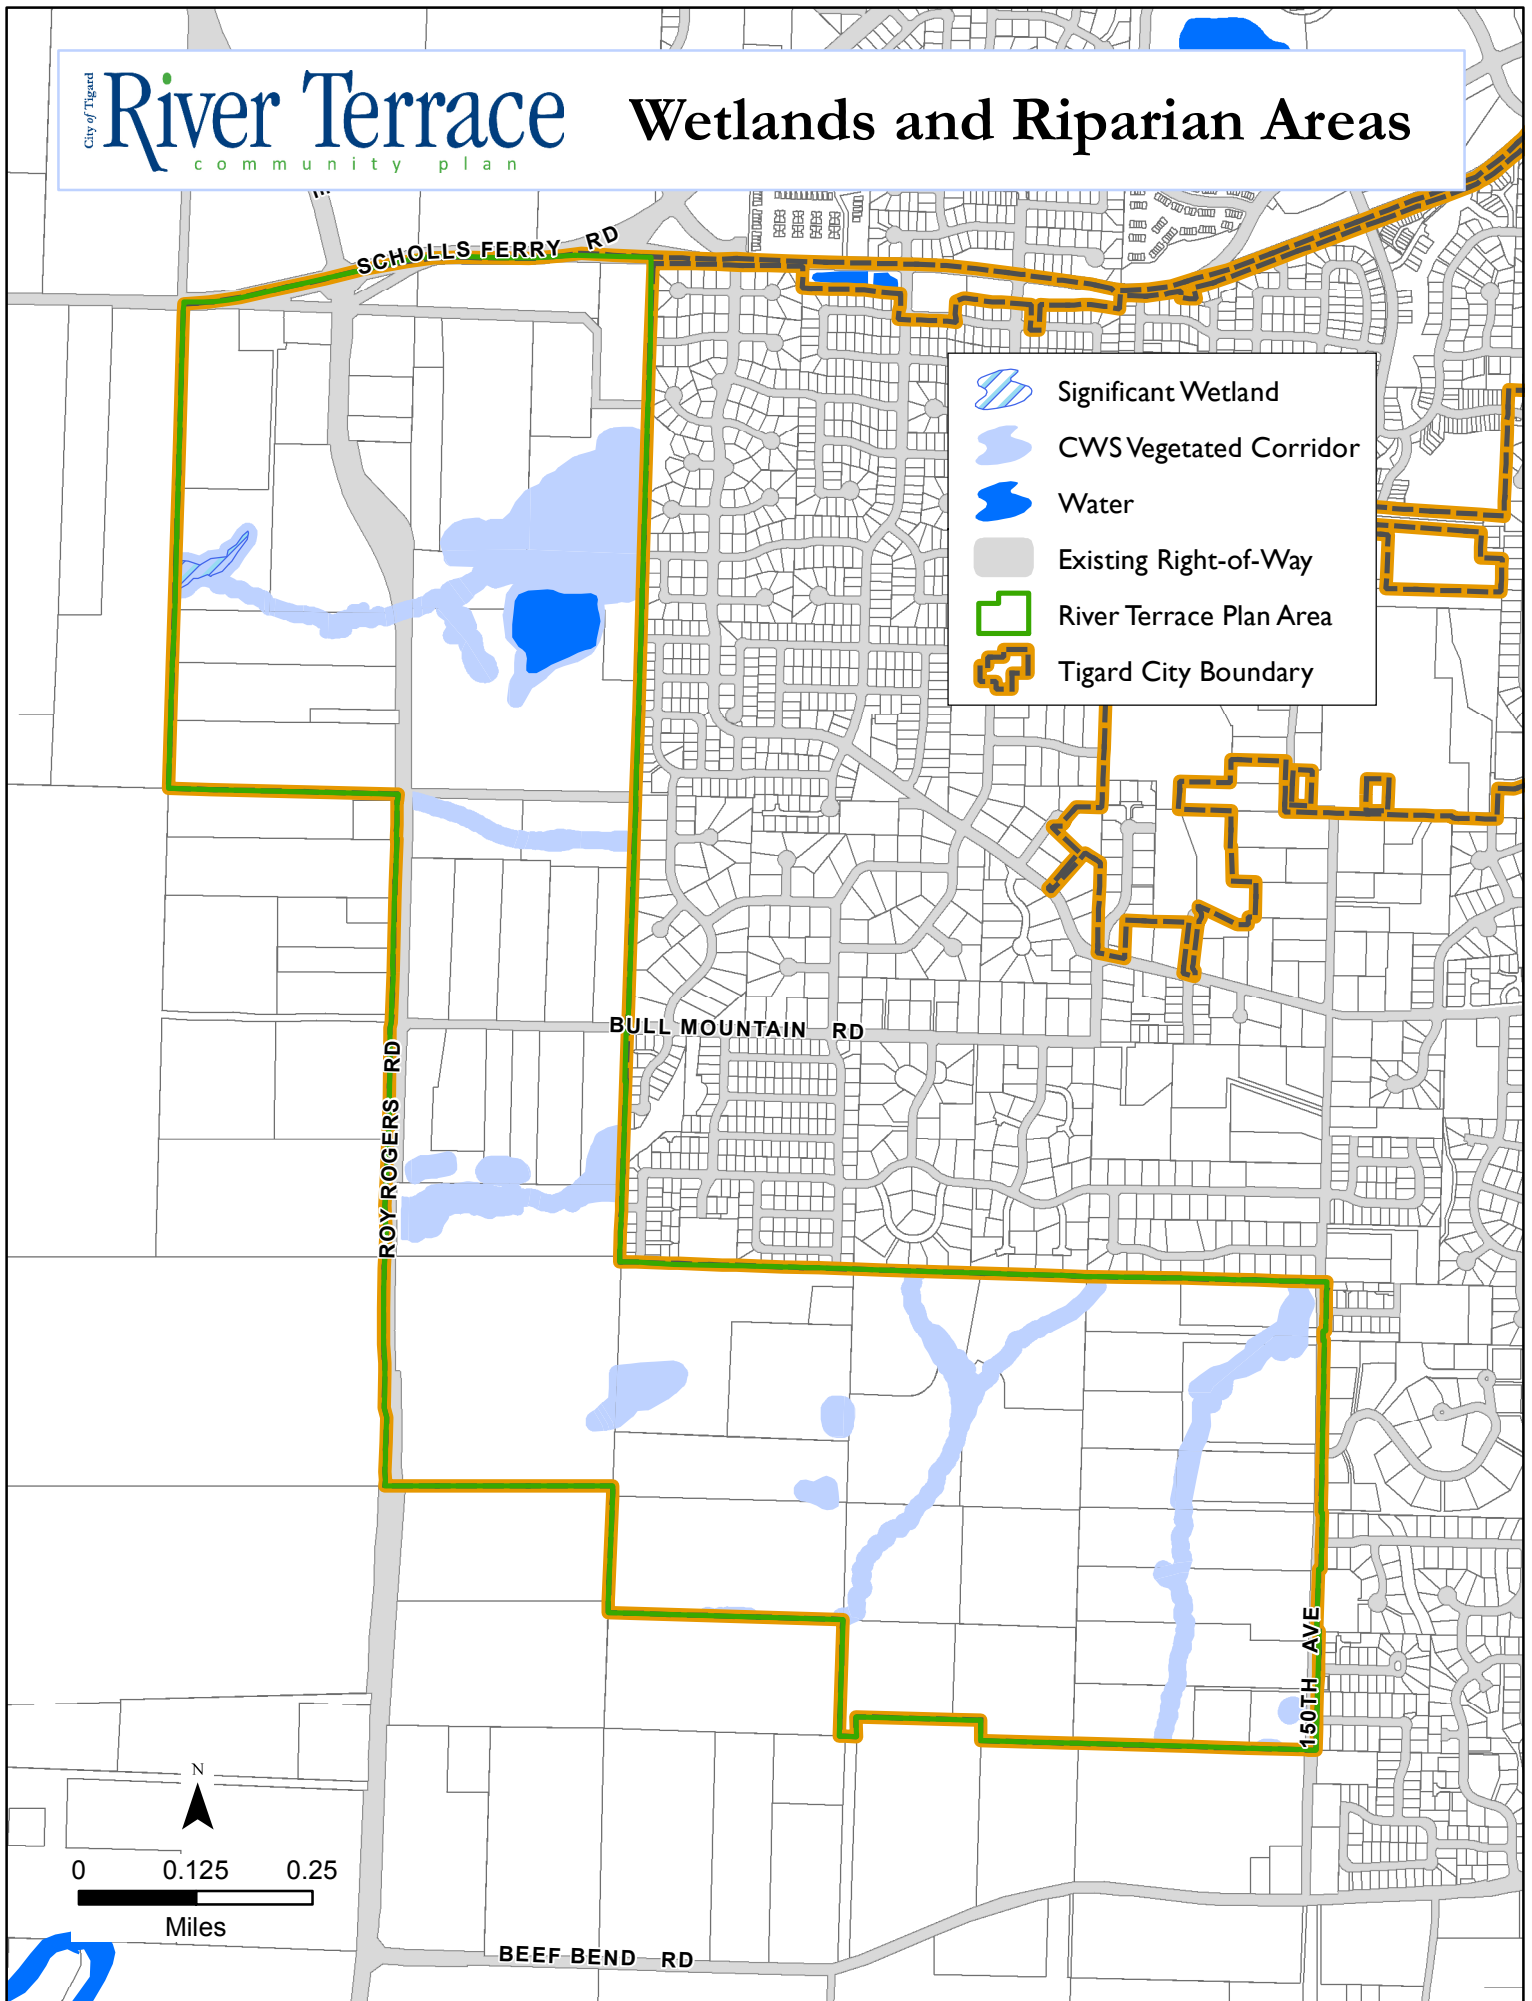 City of Tigard
River Terrace
community plan
Wetlands and Riparian Areas
SCHOLLS FERRY RD
Significant Wetland
CWS Vegetated Corridor
Water
Existing Right-of-Way
River Terrace Plan Area
Tigard City Boundary
BULL MOUNTAIN RD
ROY ROGERS RD
150TH AVE
N
0 0.125 0.25
Miles
BEEF BEND RD